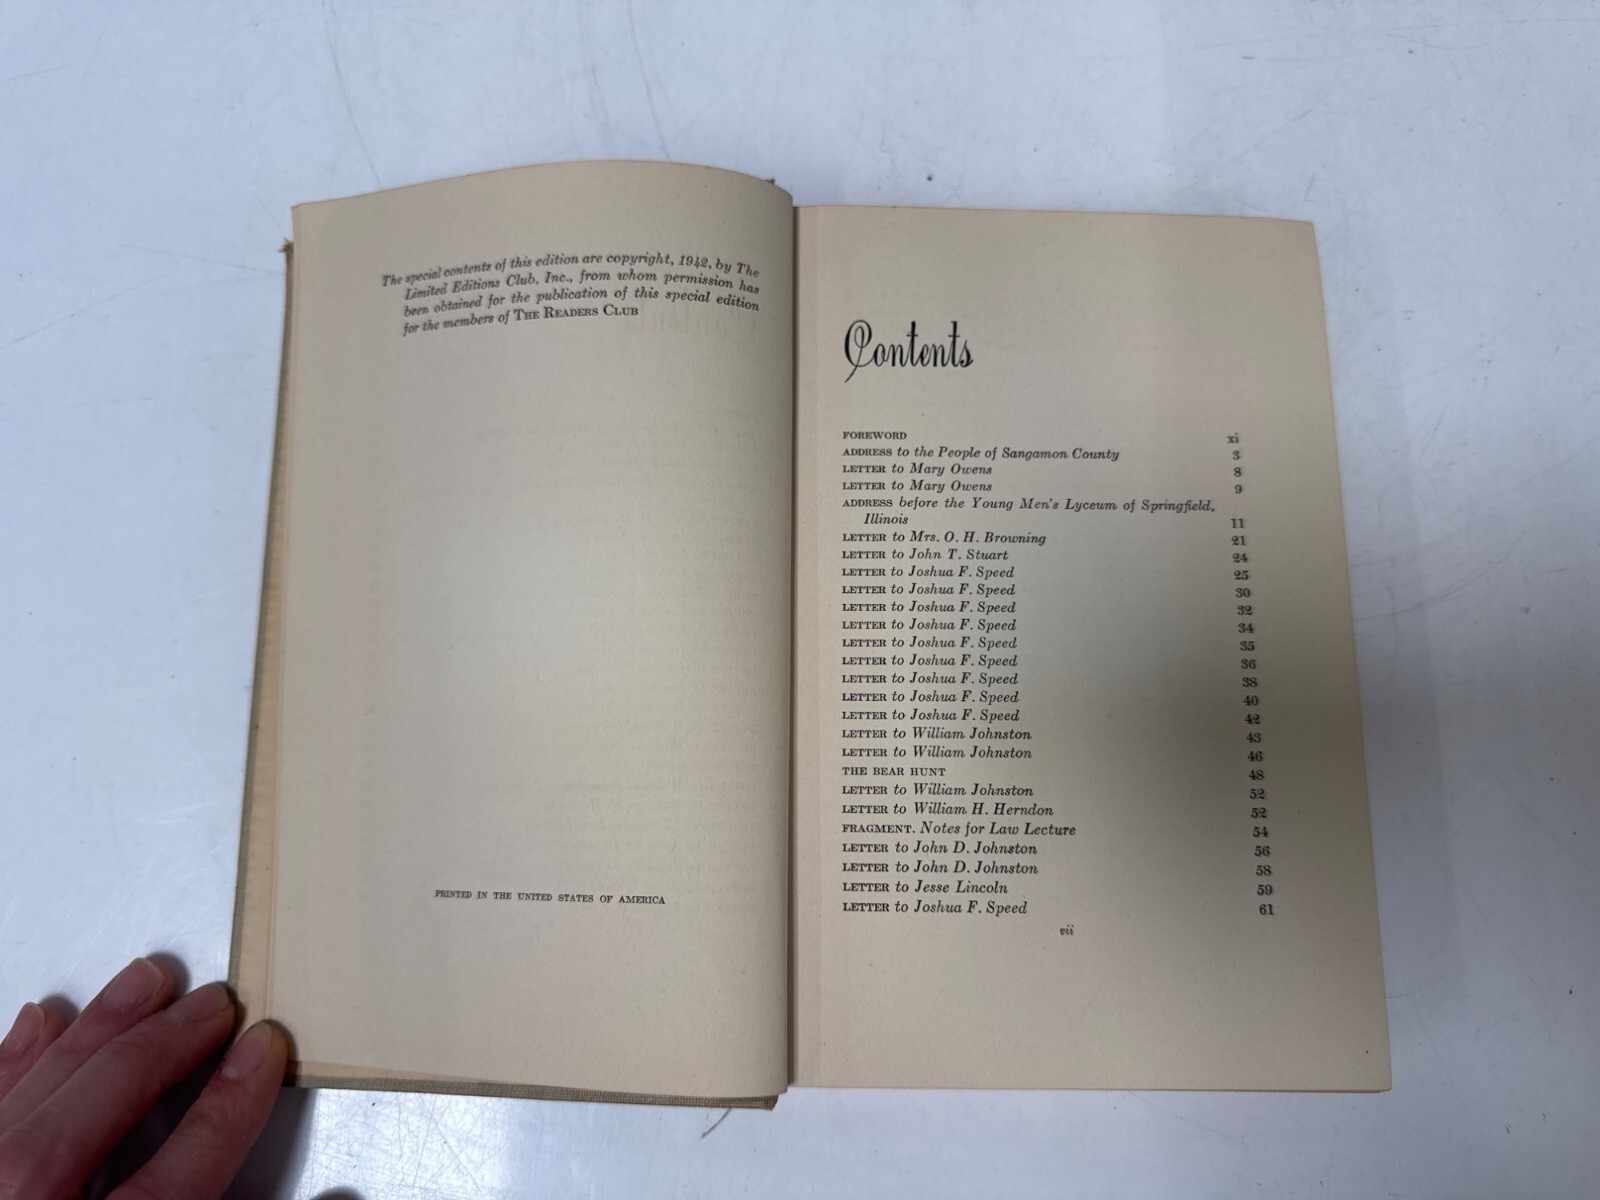 The special contents of this edition are copyright, 1942, by The
Limited Editions Club, Inc., from whom permission has
been obtained for the publication of this special edition
for the members of THE READERS CLUB
PRINTED IN THE UNITED STATES OF AMERICA
Contents
FOREWORD xi
ADDRESS to the People of Sangamon County 3
LETTER to Mary Owens 8
LETTER to Mary Owens 9
ADDRESS before the Young Men's Lyceum of Springfield,
Illinois 11
LETTER to Mrs. O. H. Browning 21
LETTER to John T. Stuart 24
LETTER to Joshua F. Speed 25
LETTER to Joshua F. Speed 30
LETTER to Joshua F. Speed 32
LETTER to Joshua F. Speed 34
LETTER to Joshua F. Speed 35
LETTER to Joshua F. Speed 36
LETTER to Joshua F. Speed 38
LETTER to Joshua F. Speed 40
LETTER to Joshua F. Speed 42
LETTER to William Johnston 43
LETTER to William Johnston 46
THE BEAR HUNT 48
LETTER to William Johnston 52
LETTER to William H. Herndon 52
FRAGMENT. Notes for Law Lecture 54
LETTER to John D. Johnston 56
LETTER to John D. Johnston 58
LETTER to Jesse Lincoln 59
LETTER to Joshua F. Speed 61
vii